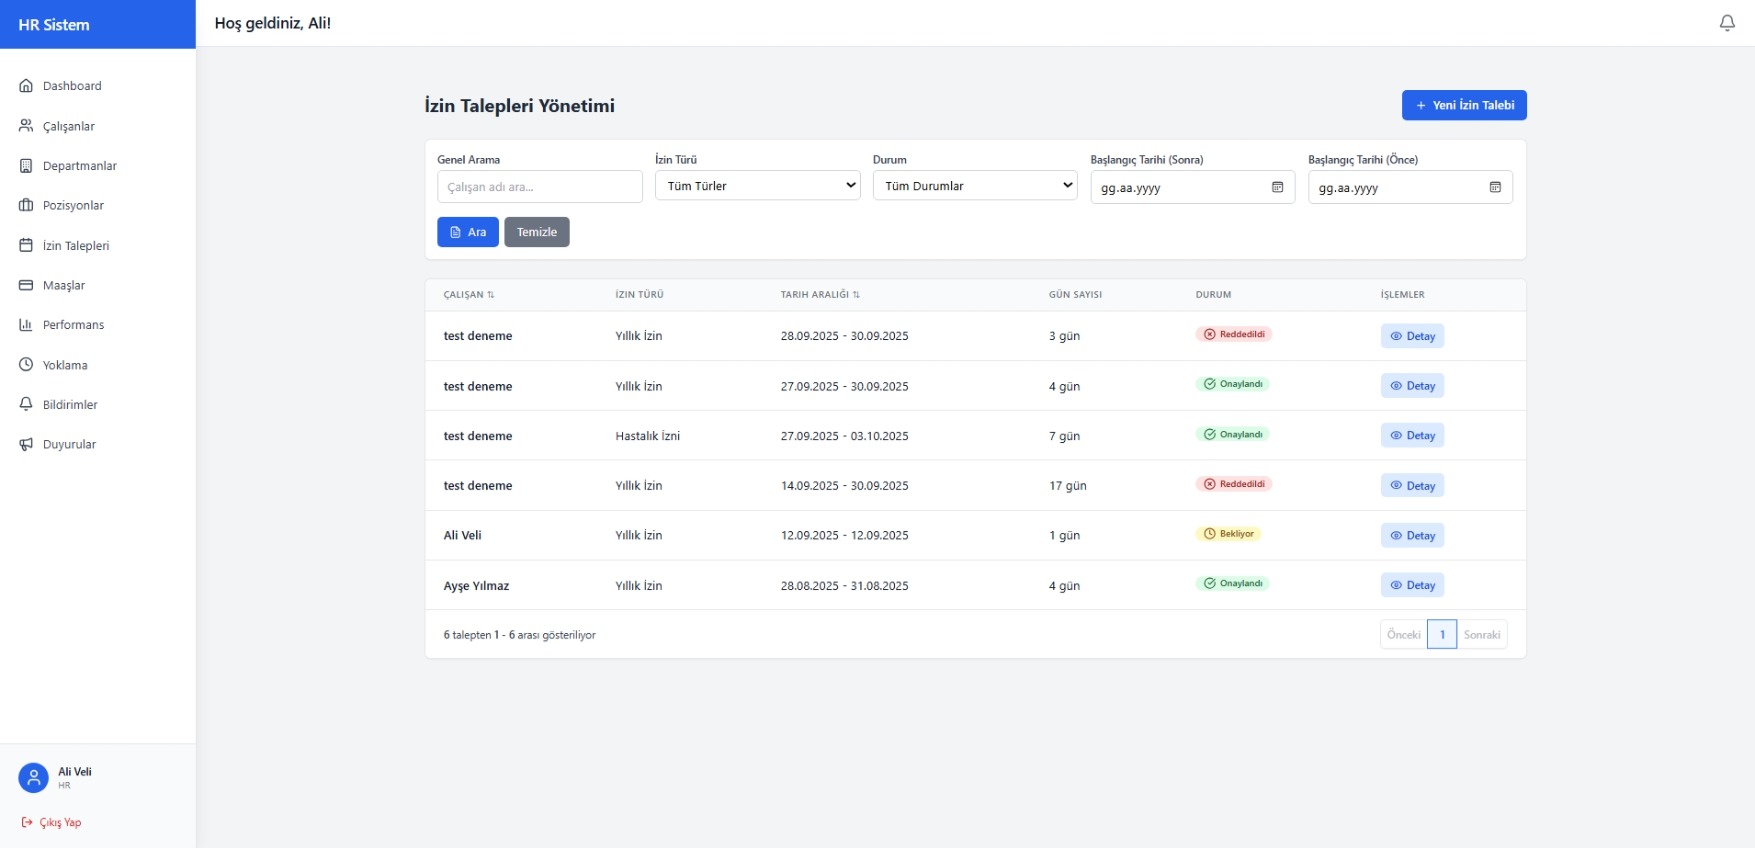 HR Sistem
Hoş geldiniz, Ali!
Dashboard
Çalışanlar
Departmanlar
Pozisyonlar
İzin Talepleri
Maaşlar
Performans
Yoklama
Bildirimler
Duyurular
Ali Veli
HR
Çıkış Yap
İzin Talepleri Yönetimi
+ Yeni İzin Talebi
Genel Arama İzin Türü Durum Başlangıç Tarihi (Sonra) Başlangıç Tarihi (Önce)
Çalışan adı ara... Tüm Türler Tüm Durumlar gg.aa.yyyy gg.aa.yyyy
Ara Temizle
ÇALIŞAN ⇅ İZIN TÜRÜ TARIH ARALIĞI ⇅ GÜN SAYISI DURUM İŞLEMLER
test deneme Yıllık İzin 28.09.2025 - 30.09.2025 3 gün Reddedildi Detay
test deneme Yıllık İzin 27.09.2025 - 30.09.2025 4 gün Onaylandı Detay
test deneme Hastalık İzni 27.09.2025 - 03.10.2025 7 gün Onaylandı Detay
test deneme Yıllık İzin 14.09.2025 - 30.09.2025 17 gün Reddedildi Detay
Ali Veli Yıllık İzin 12.09.2025 - 12.09.2025 1 gün Bekliyor Detay
Ayşe Yılmaz Yıllık İzin 28.08.2025 - 31.08.2025 4 gün Onaylandı Detay
6 talepten 1 - 6 arası gösteriliyor Önceki 1 Sonraki